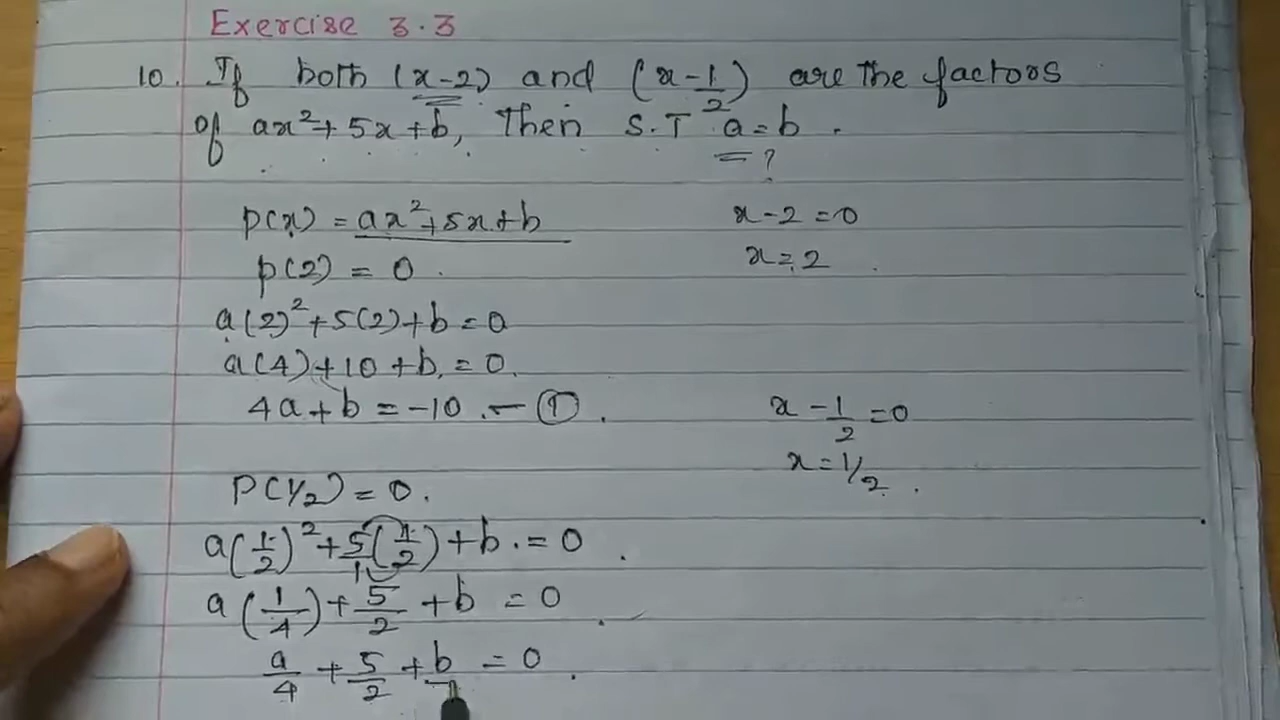 Exercise 3.3
10. If both (x-2) and (x-1/2) are the factors
of ax²+5x+b, Then S.T a=b.
= ?
p(x) = ax²+5x+b
x-2=0
p(2) = 0.
x=2
a(2)²+5(2)+b=0
a(4)+10+b=0.
4a+b=-10.-①.
x-1/2=0
x=1/2.
P(1/2)=0.
a(1/2)²+5/1(1/2)+b.=0.
a(1/4)+5/2+b=0.
a/4+5/2+b/1=0.